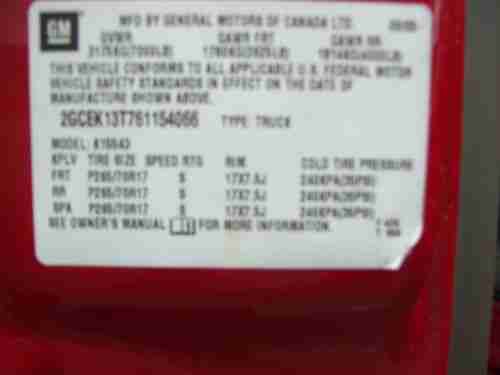 GM
MFD BY GENERAL MOTORS OF CANADA LTD.
GVWR GAWR FRT GAWR RR
3175KG(7000LB)
THIS VEHICLE CONFORMS TO ALL APPLICABLE U.S. FEDERAL MOTOR
VEHICLE SAFETY STANDARDS IN EFFECT ON THE DATE OF
MANUFACTURE SHOWN ABOVE.
2GCEK13T761154066 TYPE: TRUCK
MODEL:
TIRE SIZE SPEED RTG RIM COLD TIRE PRESSURE
FRT P265/70R17 S 17X7.5J
RR P265/70R17 S 17X7.5J
SPA P265/70R17 S 17X7.5J
SEE OWNER'S MANUAL FOR MORE INFORMATION.